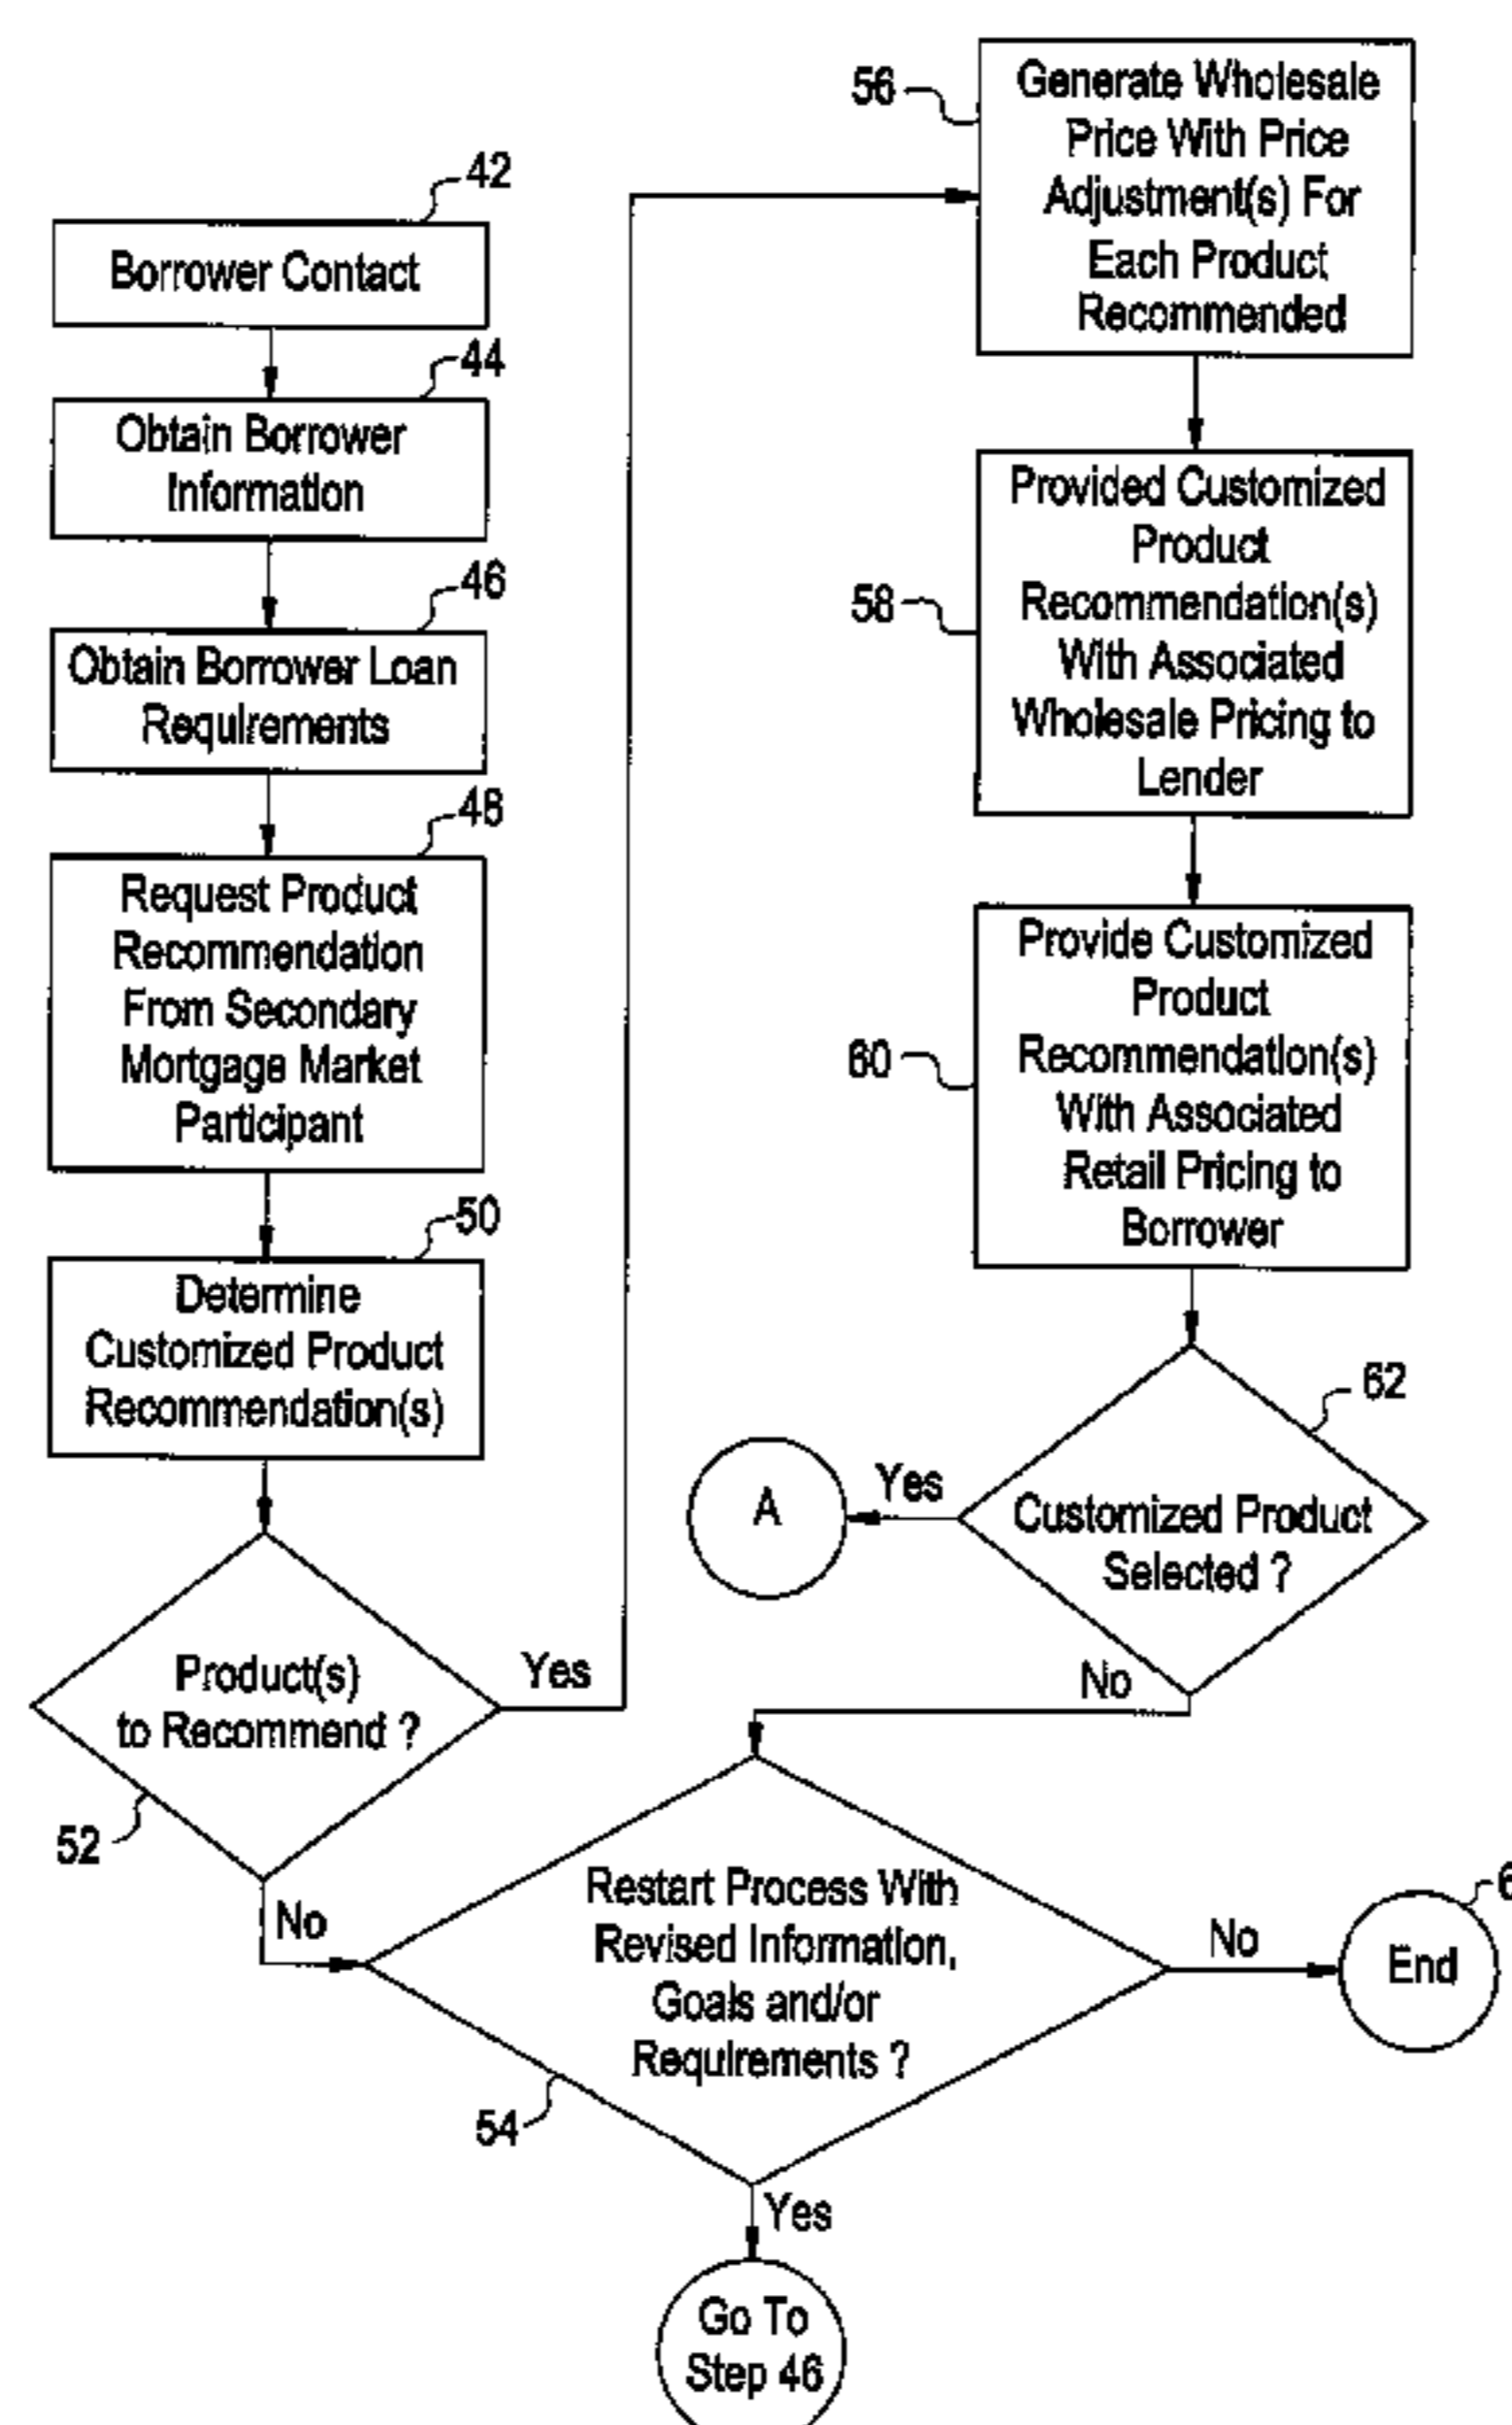 42
Borrower Contact
44
Obtain Borrower
Information
46
Obtain Borrower Loan
Requirements
48
Request Product
Recommendation
From Secondary
Mortgage Market
Participant
50
Determine
Customized Product
Recommendation(s)
Product(s)
to Recommend ?
52
Yes
No
56
Generate Wholesale
Price With Price
Adjustment(s) For
Each Product
Recommended
58
Provided Customized
Product
Recommendation(s)
With Associated
Wholesale Pricing to
Lender
60
Provide Customized
Product
Recommendation(s)
With Associated
Retail Pricing to
Borrower
62
Customized Product
Selected ?
Yes
A
No
Restart Process With
Revised Information,
Goals and/or
Requirements ?
54
No
End
Yes
Go To
Step 46